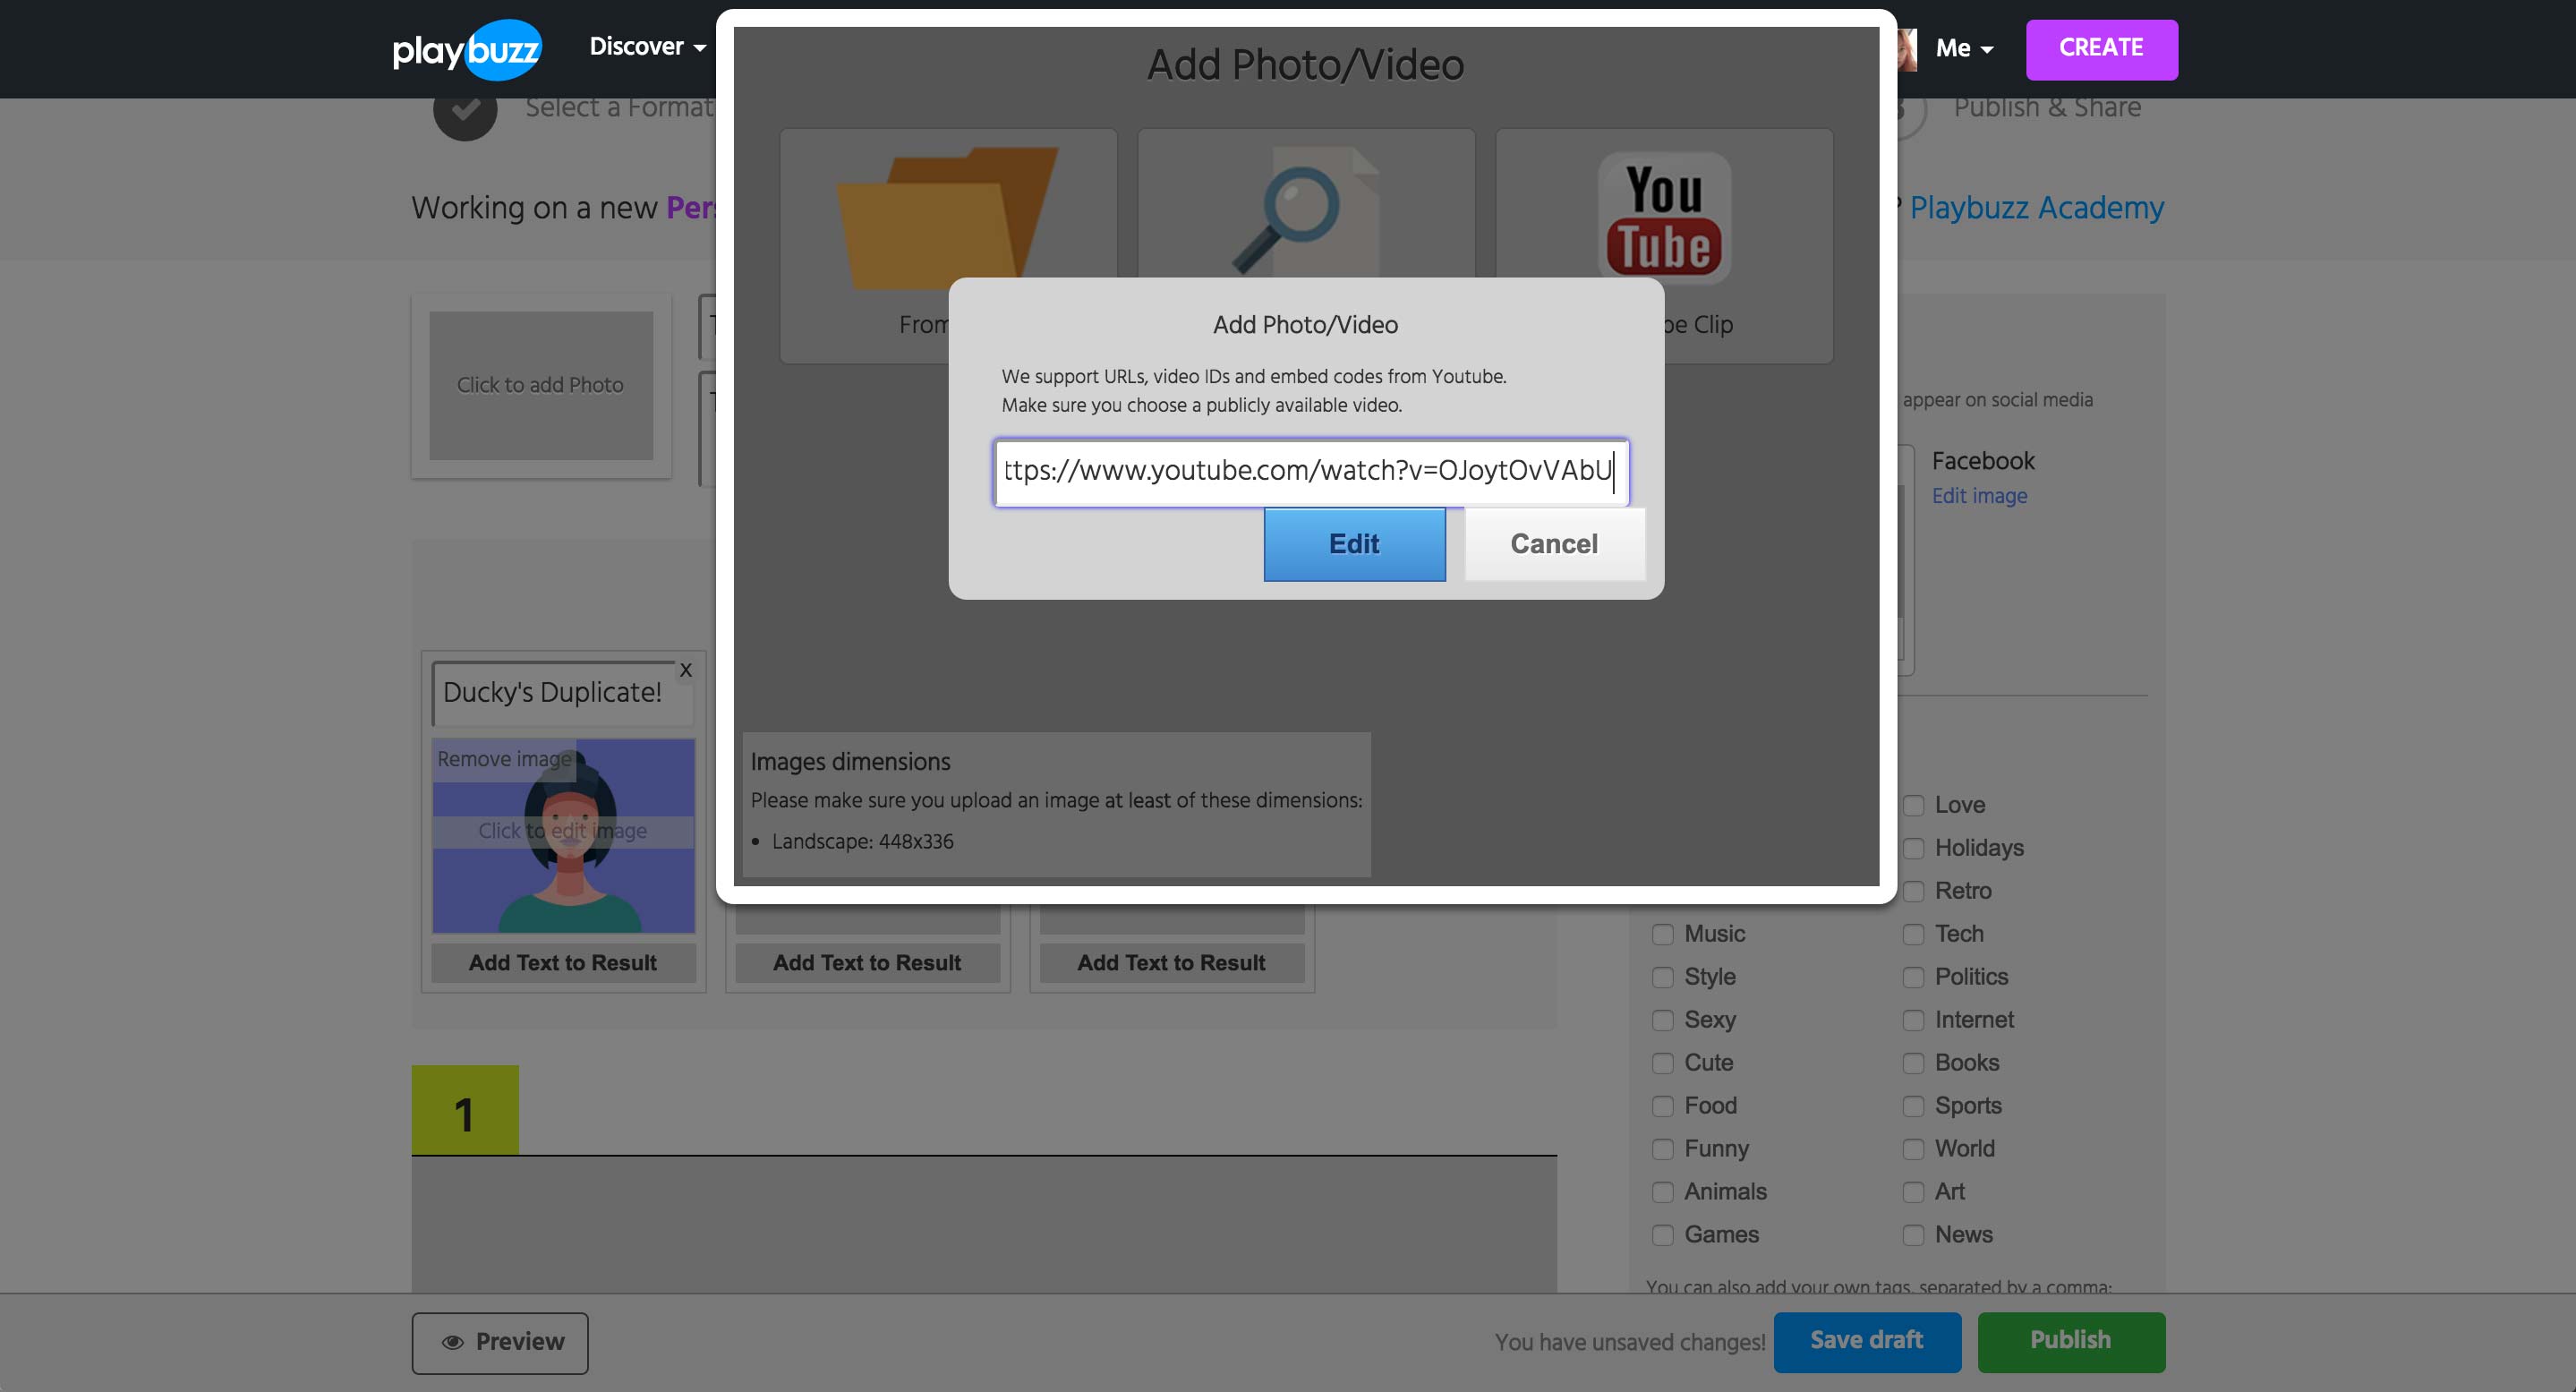 playbuzz
Discover
Me
CREATE
Select a Format
Publish & Share
Working on a new
Playbuzz Academy
Add Photo/Video
You
Tube
From
Clip
Add Photo/Video
We support URLs, video IDs and embed codes from Youtube.
Make sure you choose a publicly available video.
ttps://www.youtube.com/watch?v=OJoytOvVAbU
Edit
Cancel
Click to add Photo
appear on social media
Facebook
Edit image
Ducky's Duplicate!
X
Remove image
Click to edit image
Add Text to Result
Add Text to Result
Add Text to Result
Images dimensions
Please make sure you upload an image at least of these dimensions:
• Landscape: 448x336
Love
Holidays
Retro
Music
Tech
Style
Politics
Sexy
Internet
Cute
Books
Food
Sports
Funny
World
Animals
Art
Games
News
You can also add your own tags, separated by a comma:
1
Preview
You have unsaved changes!
Save draft
Publish